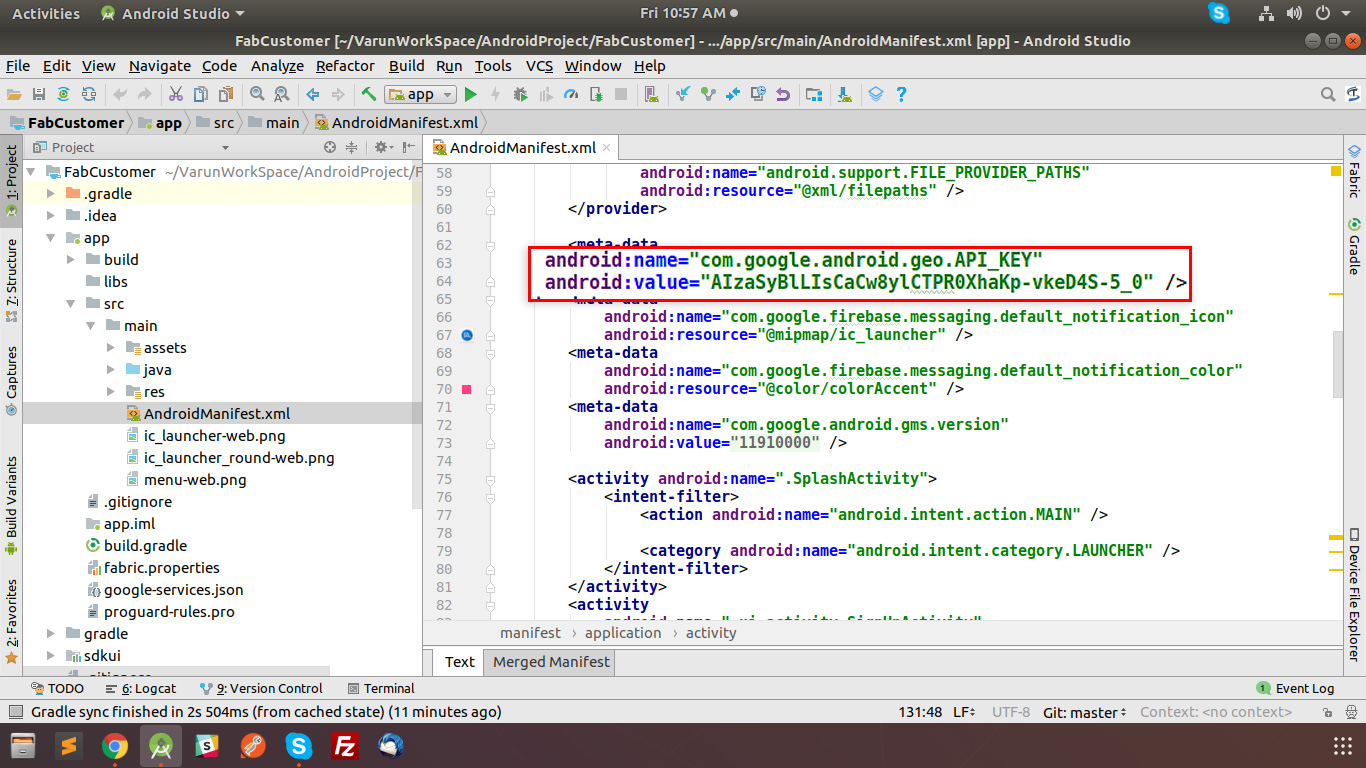 Activities Android Studio Fri 10:57 AM
FabCustomer [~/VarunWorkSpace/AndroidProject/FabCustomer] - .../app/src/main/AndroidManifest.xml [app] - Android Studio
File Edit View Navigate Code Analyze Refactor Build Run Tools VCS Window Help
app
FabCustomer app src main AndroidManifest.xml
1: Project
Z: Structure
Captures
Build Variants
2: Favorites
Project
FabCustomer ~/VarunWorkSpace/AndroidProject/F
.gradle
.idea
app
build
libs
src
main
assets
java
res
AndroidManifest.xml
ic_launcher-web.png
ic_launcher_round-web.png
menu-web.png
.gitignore
app.iml
build.gradle
fabric.properties
google-services.json
proguard-rules.pro
gradle
sdkui
.gitignore
AndroidManifest.xml
58 android:name="android.support.FILE_PROVIDER_PATHS"
59 android:resource="@xml/filepaths" />
60 </provider>
61
62 <meta-data
63 android:name="com.google.android.geo.API_KEY"
64 android:value="AIzaSyBlLIsCaCw8ylCTPR0XhaKp-vkeD4S-5_0" />
65 <meta-data
66 android:name="com.google.firebase.messaging.default_notification_icon"
67 android:resource="@mipmap/ic_launcher" />
68 <meta-data
69 android:name="com.google.firebase.messaging.default_notification_color"
70 android:resource="@color/colorAccent" />
71 <meta-data
72 android:name="com.google.android.gms.version"
73 android:value="11910000" />
74
75 <activity android:name=".SplashActivity">
76 <intent-filter>
77 <action android:name="android.intent.action.MAIN" />
78
79 <category android:name="android.intent.category.LAUNCHER" />
80 </intent-filter>
81 </activity>
82 <activity
manifest › application › activity
Text Merged Manifest
Fabric
Gradle
Device File Explorer
TODO 6: Logcat 9: Version Control Terminal 1 Event Log
Gradle sync finished in 2s 504ms (from cached state) (11 minutes ago) 131:48 LF UTF-8 Git: master Context: <no context>